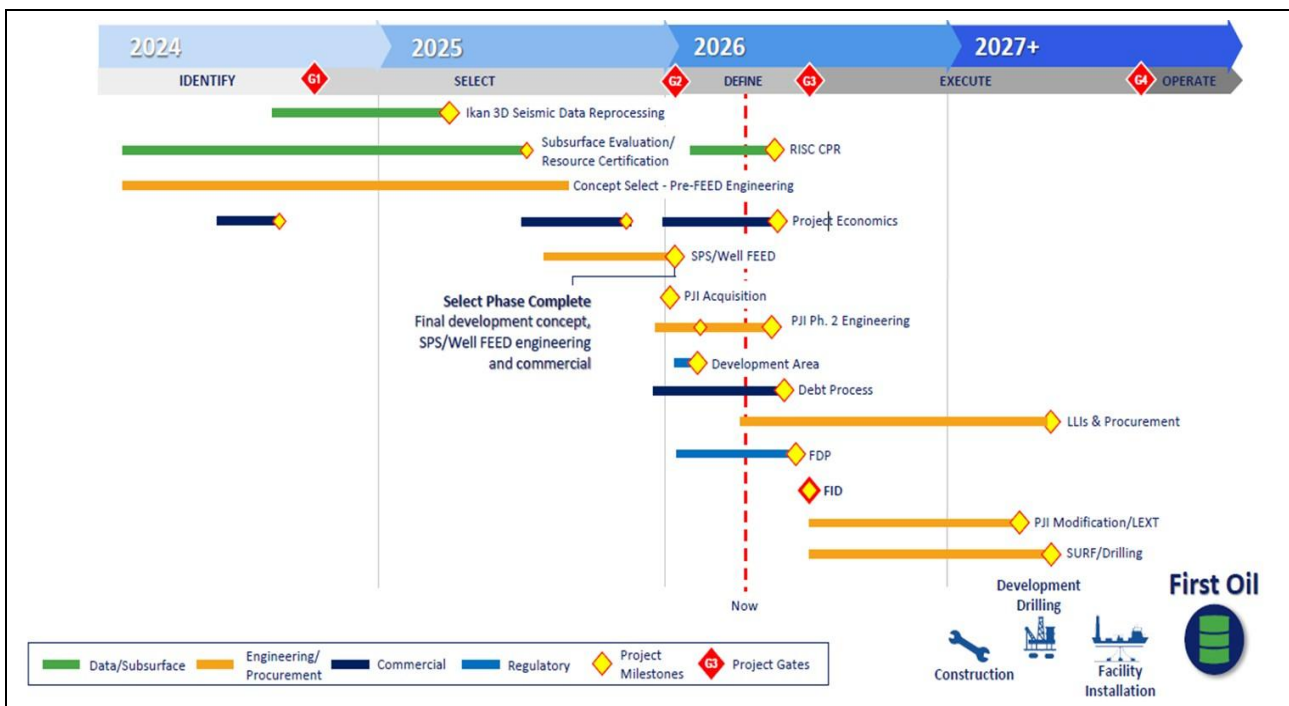 2024
2025
2026
2027+
IDENTIFY
G1
SELECT
G2
DEFINE
G3
EXECUTE
G4
OPERATE
Ikan 3D Seismic Data Reprocessing
Subsurface Evaluation/
Resource Certification
RISC CPR
Concept Select - Pre-FEED Engineering
Project Economics
SPS/Well FEED
Select Phase Complete
Final development concept,
SPS/Well FEED engineering
and commercial
PJI Acquisition
PJI Ph. 2 Engineering
Development Area
Debt Process
LLIs & Procurement
FDP
FID
PJI Modification/LEXT
SURF/Drilling
Now
Development
Drilling
First Oil
Construction
Facility
Installation
Data/Subsurface
Engineering/
Procurement
Commercial
Regulatory
Project
Milestones
G3
Project Gates